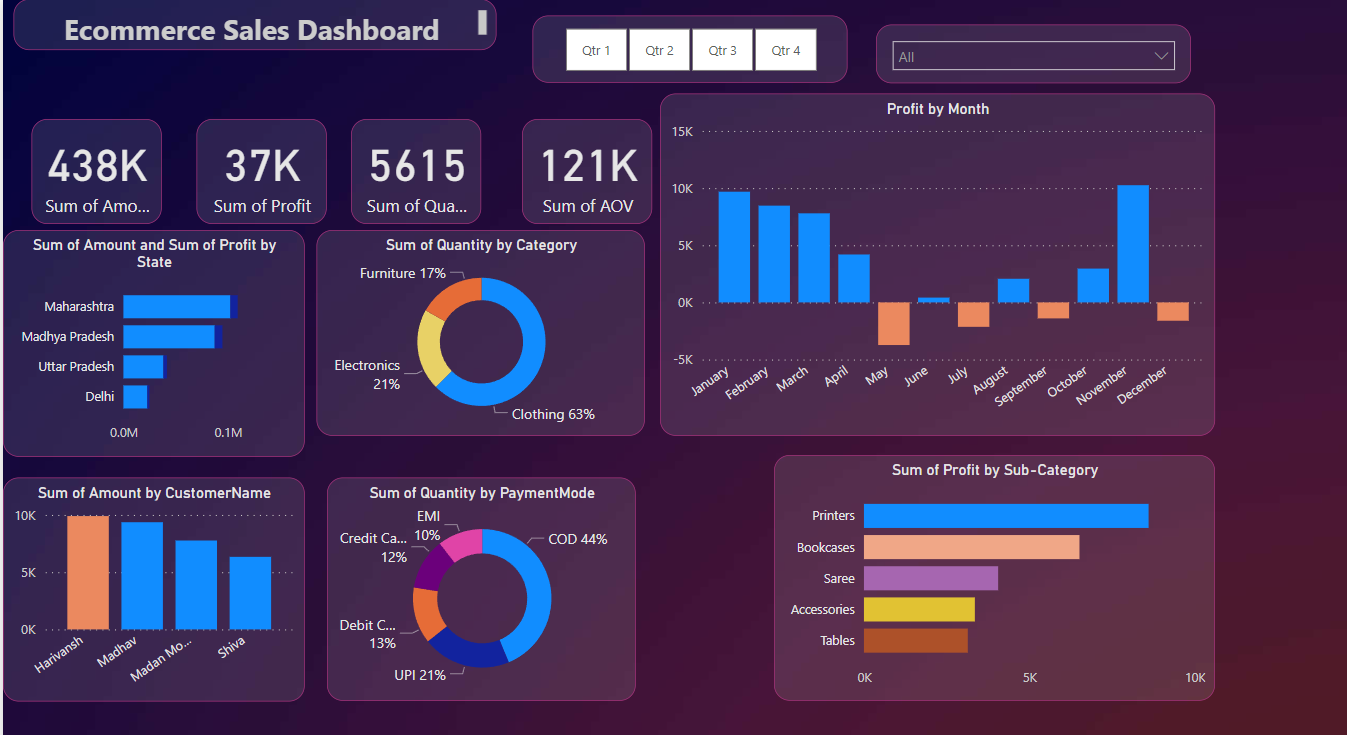 Ecommerce Sales Dashboard
Qtr 1
Qtr 2
Qtr 3
Qtr 4
All
438K
Sum of Amo...
37K
Sum of Profit
5615
Sum of Qua...
121K
Sum of AOV
Profit by Month
15K
10K
5K
0K
-5K
January
February
March
April
May
June
July
August
September
October
November
December
Sum of Amount and Sum of Profit by
State
Maharashtra
Madhya Pradesh
Uttar Pradesh
Delhi
0.0M
0.1M
Sum of Quantity by Category
Furniture 17%
Electronics
21%
Clothing 63%
Sum of Amount by CustomerName
10K
5K
0K
Harivansh
Madhav
Madan Mo...
Shiva
Sum of Quantity by PaymentMode
EMI
10%
Credit Ca...
12%
COD 44%
Debit C...
13%
UPI 21%
Sum of Profit by Sub-Category
Printers
Bookcases
Saree
Accessories
Tables
0K
5K
10K